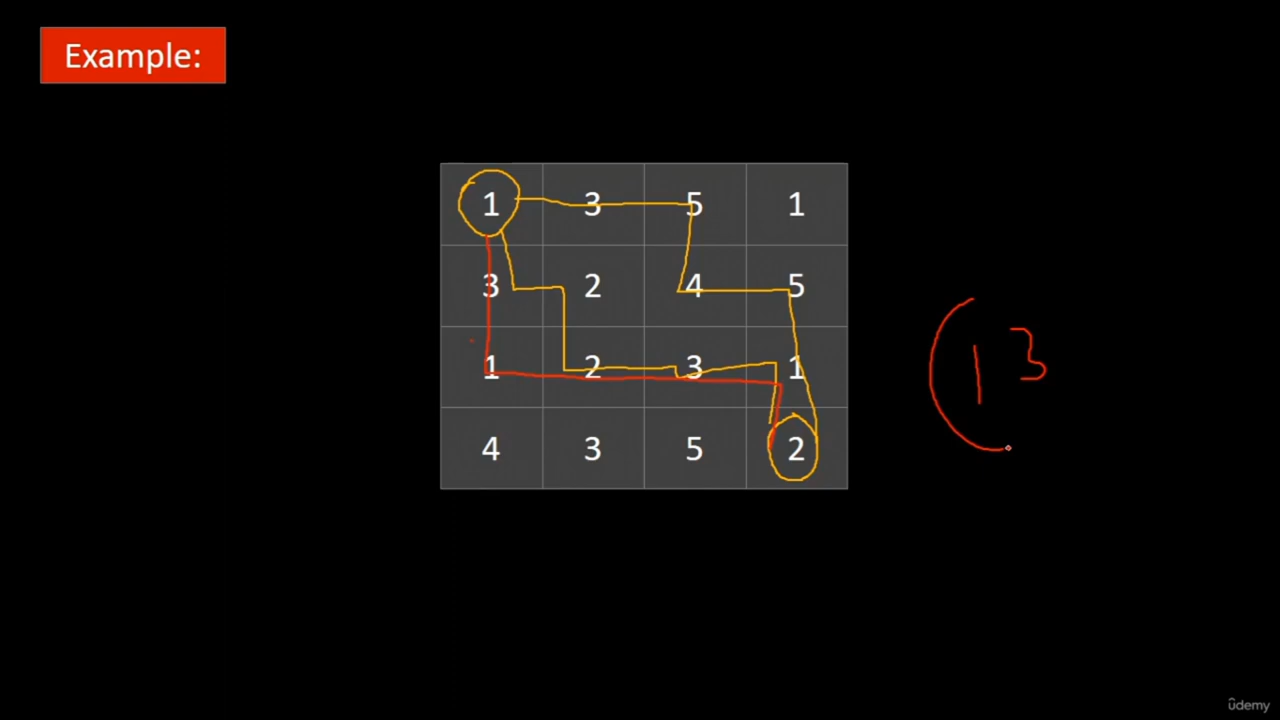 Example:
1 3 5 1
3 2 4 5
1 2 3 1
13
4 3 5 2
ûdemy